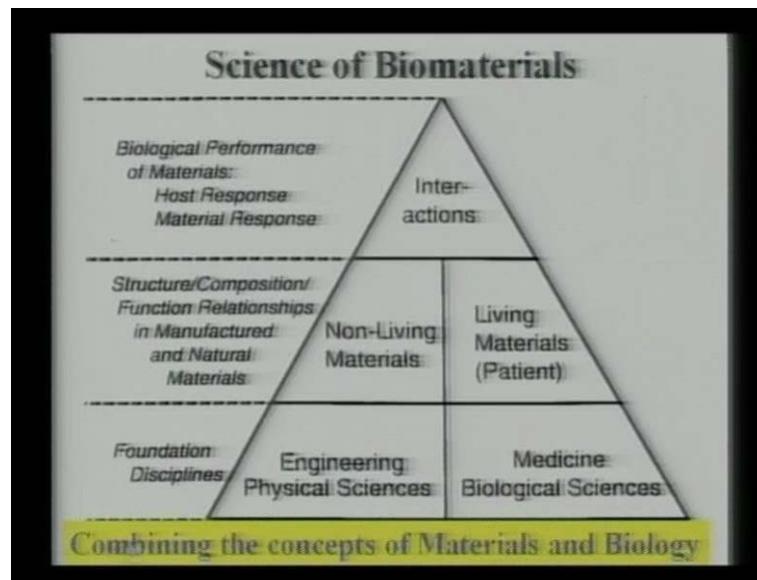 Science of Biomaterials
Biological Performance
of Materials:
Host Response
Material Response
Inter-
actions
Structure/Composition/
Function Relationships
in Manufactured
and Natural
Materials
Non-Living
Materials
Living
Materials
(Patient)
Foundation
Disciplines
Engineering
Physical Sciences
Medicine
Biological Sciences
Combining the concepts of Materials and Biology